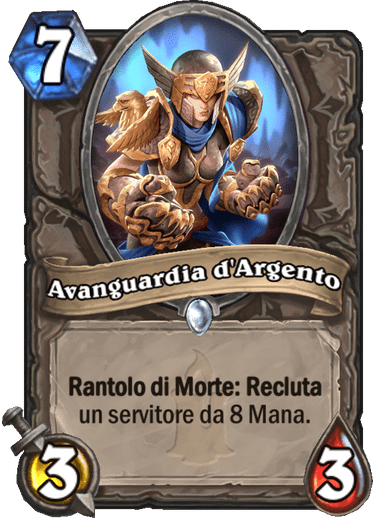 7
Avanguardia d'Argento
Rantolo di Morte: Recluta
un servitore da 8 Mana.
3
3